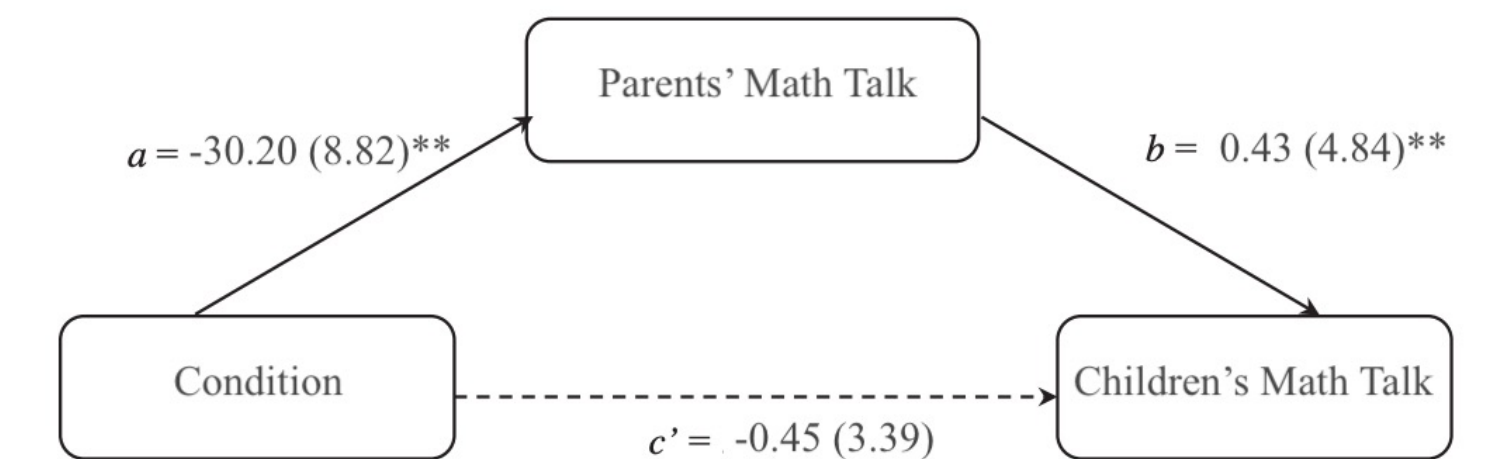 Parents’ Math Talk
a = -30.20 (8.82)**
b = 0.43 (4.84)**
Condition
Children’s Math Talk
c’ = -0.45 (3.39)